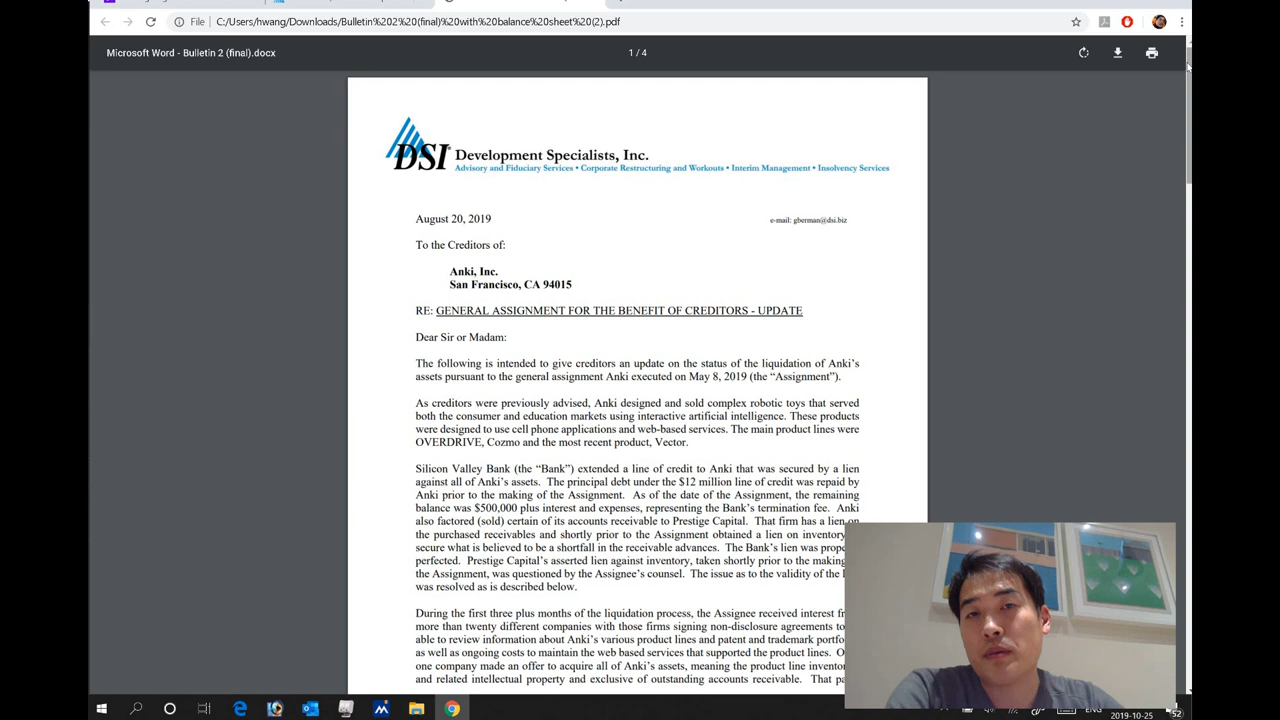 File C:/Users/hwang/Downloads/Bulletin%202%20(final)%20with%20balance%20sheet%20(2).pdf
Microsoft Word - Bulletin 2 (final).docx
1 / 4
DSI Development Specialists, Inc.
Advisory and Fiduciary Services • Corporate Restructuring and Workouts • Interim Management • Insolvency Services
August 20, 2019
e-mail: gberman@dsi.biz
To the Creditors of:
Anki, Inc.
San Francisco, CA 94015
RE: GENERAL ASSIGNMENT FOR THE BENEFIT OF CREDITORS - UPDATE
Dear Sir or Madam:
The following is intended to give creditors an update on the status of the liquidation of Anki's
assets pursuant to the general assignment Anki executed on May 8, 2019 (the “Assignment”).
As creditors were previously advised, Anki designed and sold complex robotic toys that served
both the consumer and education markets using interactive artificial intelligence. These products
were designed to use cell phone applications and web-based services. The main product lines were
OVERDRIVE, Cozmo and the most recent product, Vector.
Silicon Valley Bank (the “Bank”) extended a line of credit to Anki that was secured by a lien
against all of Anki's assets. The principal debt under the $12 million line of credit was repaid by
Anki prior to the making of the Assignment. As of the date of the Assignment, the remaining
balance was $500,000 plus interest and expenses, representing the Bank's termination fee. Anki
also factored (sold) certain of its accounts receivable to Prestige Capital. That firm has a lien on
the purchased receivables and shortly prior to the Assignment obtained a lien on inventory
secure what is believed to be a shortfall in the receivable advances. The Bank's lien was
perfected. Prestige Capital's asserted lien against inventory, taken shortly prior to the making
the Assignment, was questioned by the Assignee's counsel. The issue as to the validity of the
was resolved as is described below.
During the first three plus months of the liquidation process, the Assignee received interest
more than twenty different companies with those firms signing non-disclosure agreements to
able to review information about Anki's various product lines and patent and trademark
as well as ongoing costs to maintain the web based services that supported the product lines.
one company made an offer to acquire all of Anki's assets, meaning the product line
and related intellectual property and exclusive of outstanding accounts receivable. That
ENG
2019-10-25
52